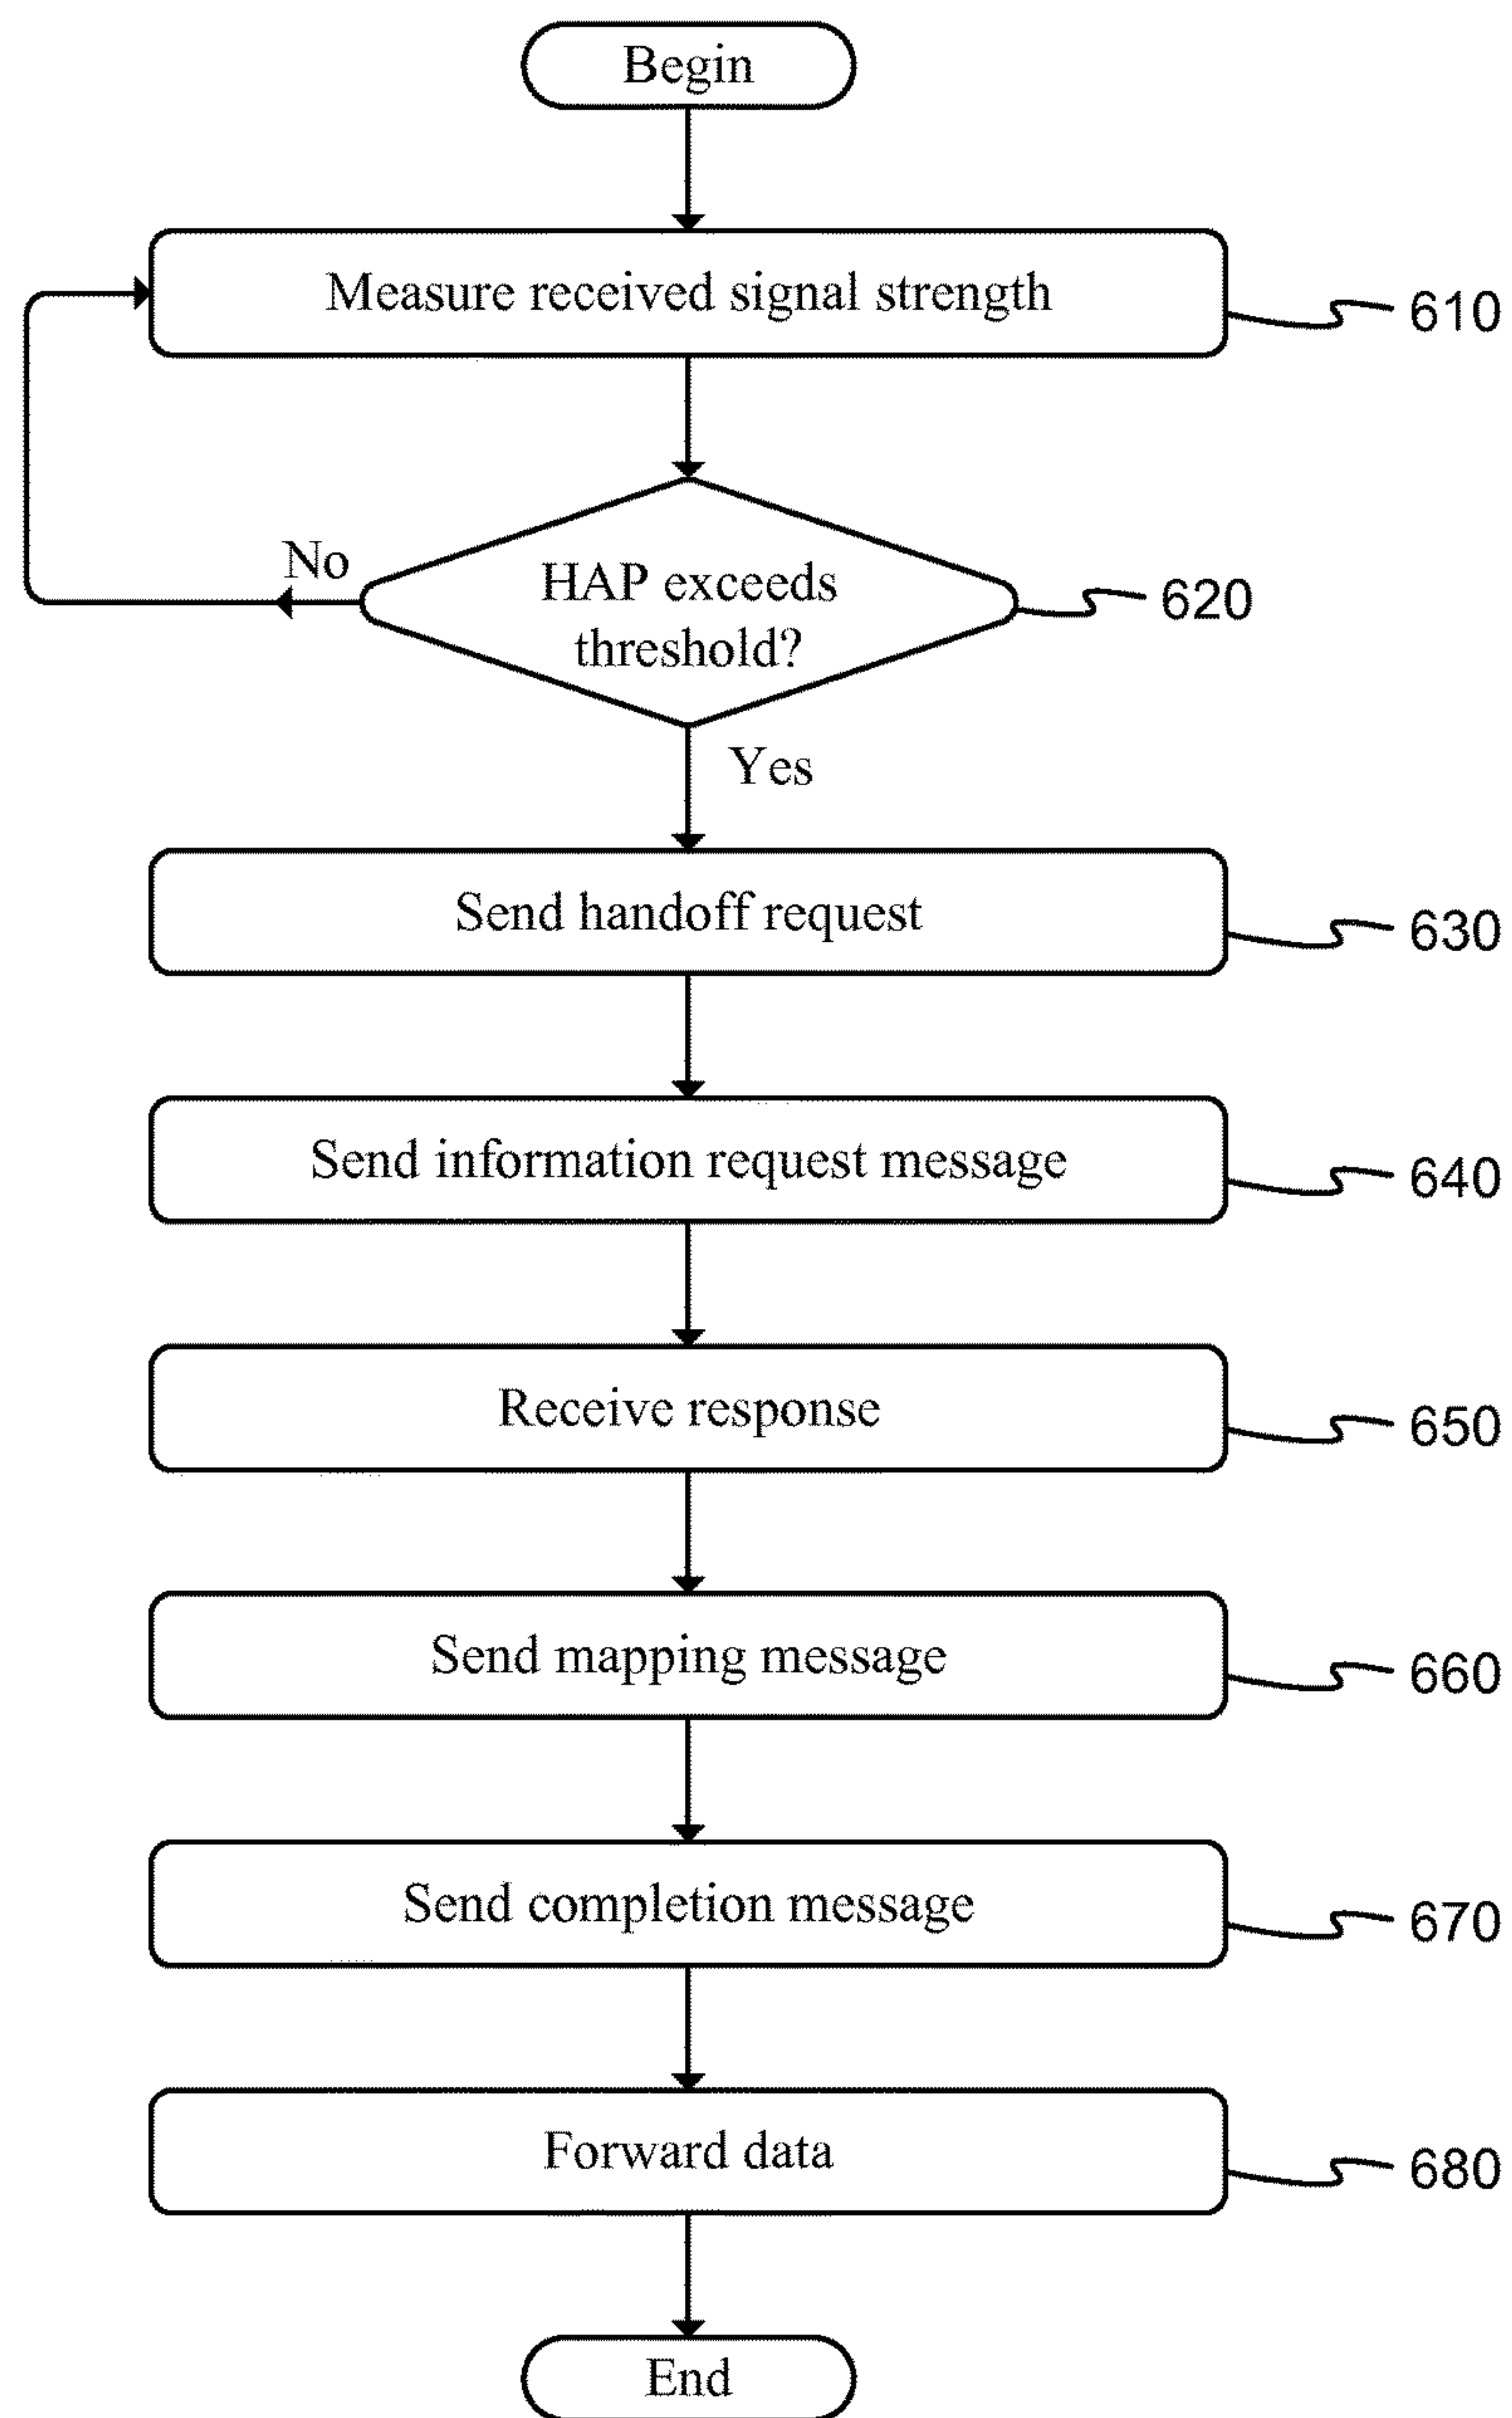 Begin
Measure received signal strength
610
No
HAP exceeds
threshold?
620
Yes
Send handoff request
630
Send information request message
640
Receive response
650
Send mapping message
660
Send completion message
670
Forward data
680
End